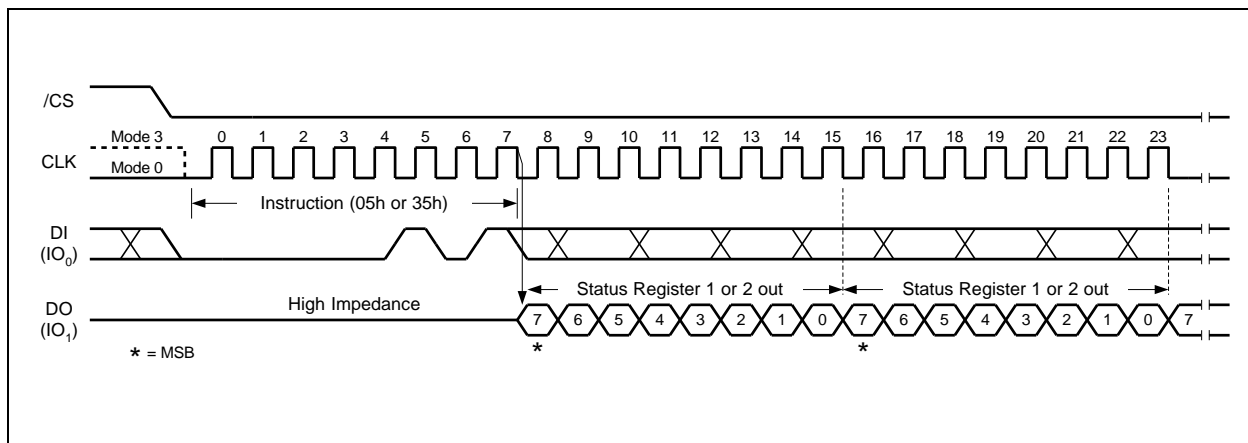 /CS
Mode 3 0 1 2 3 4 5 6 7 8 9 10 11 12 13 14 15 16 17 18 19 20 21 22 23
CLK
Mode 0
Instruction (05h or 35h)
DI
(IO0)
Status Register 1 or 2 out Status Register 1 or 2 out
High Impedance
DO
(IO1)
7 6 5 4 3 2 1 0 7 6 5 4 3 2 1 0 7
* *
* = MSB